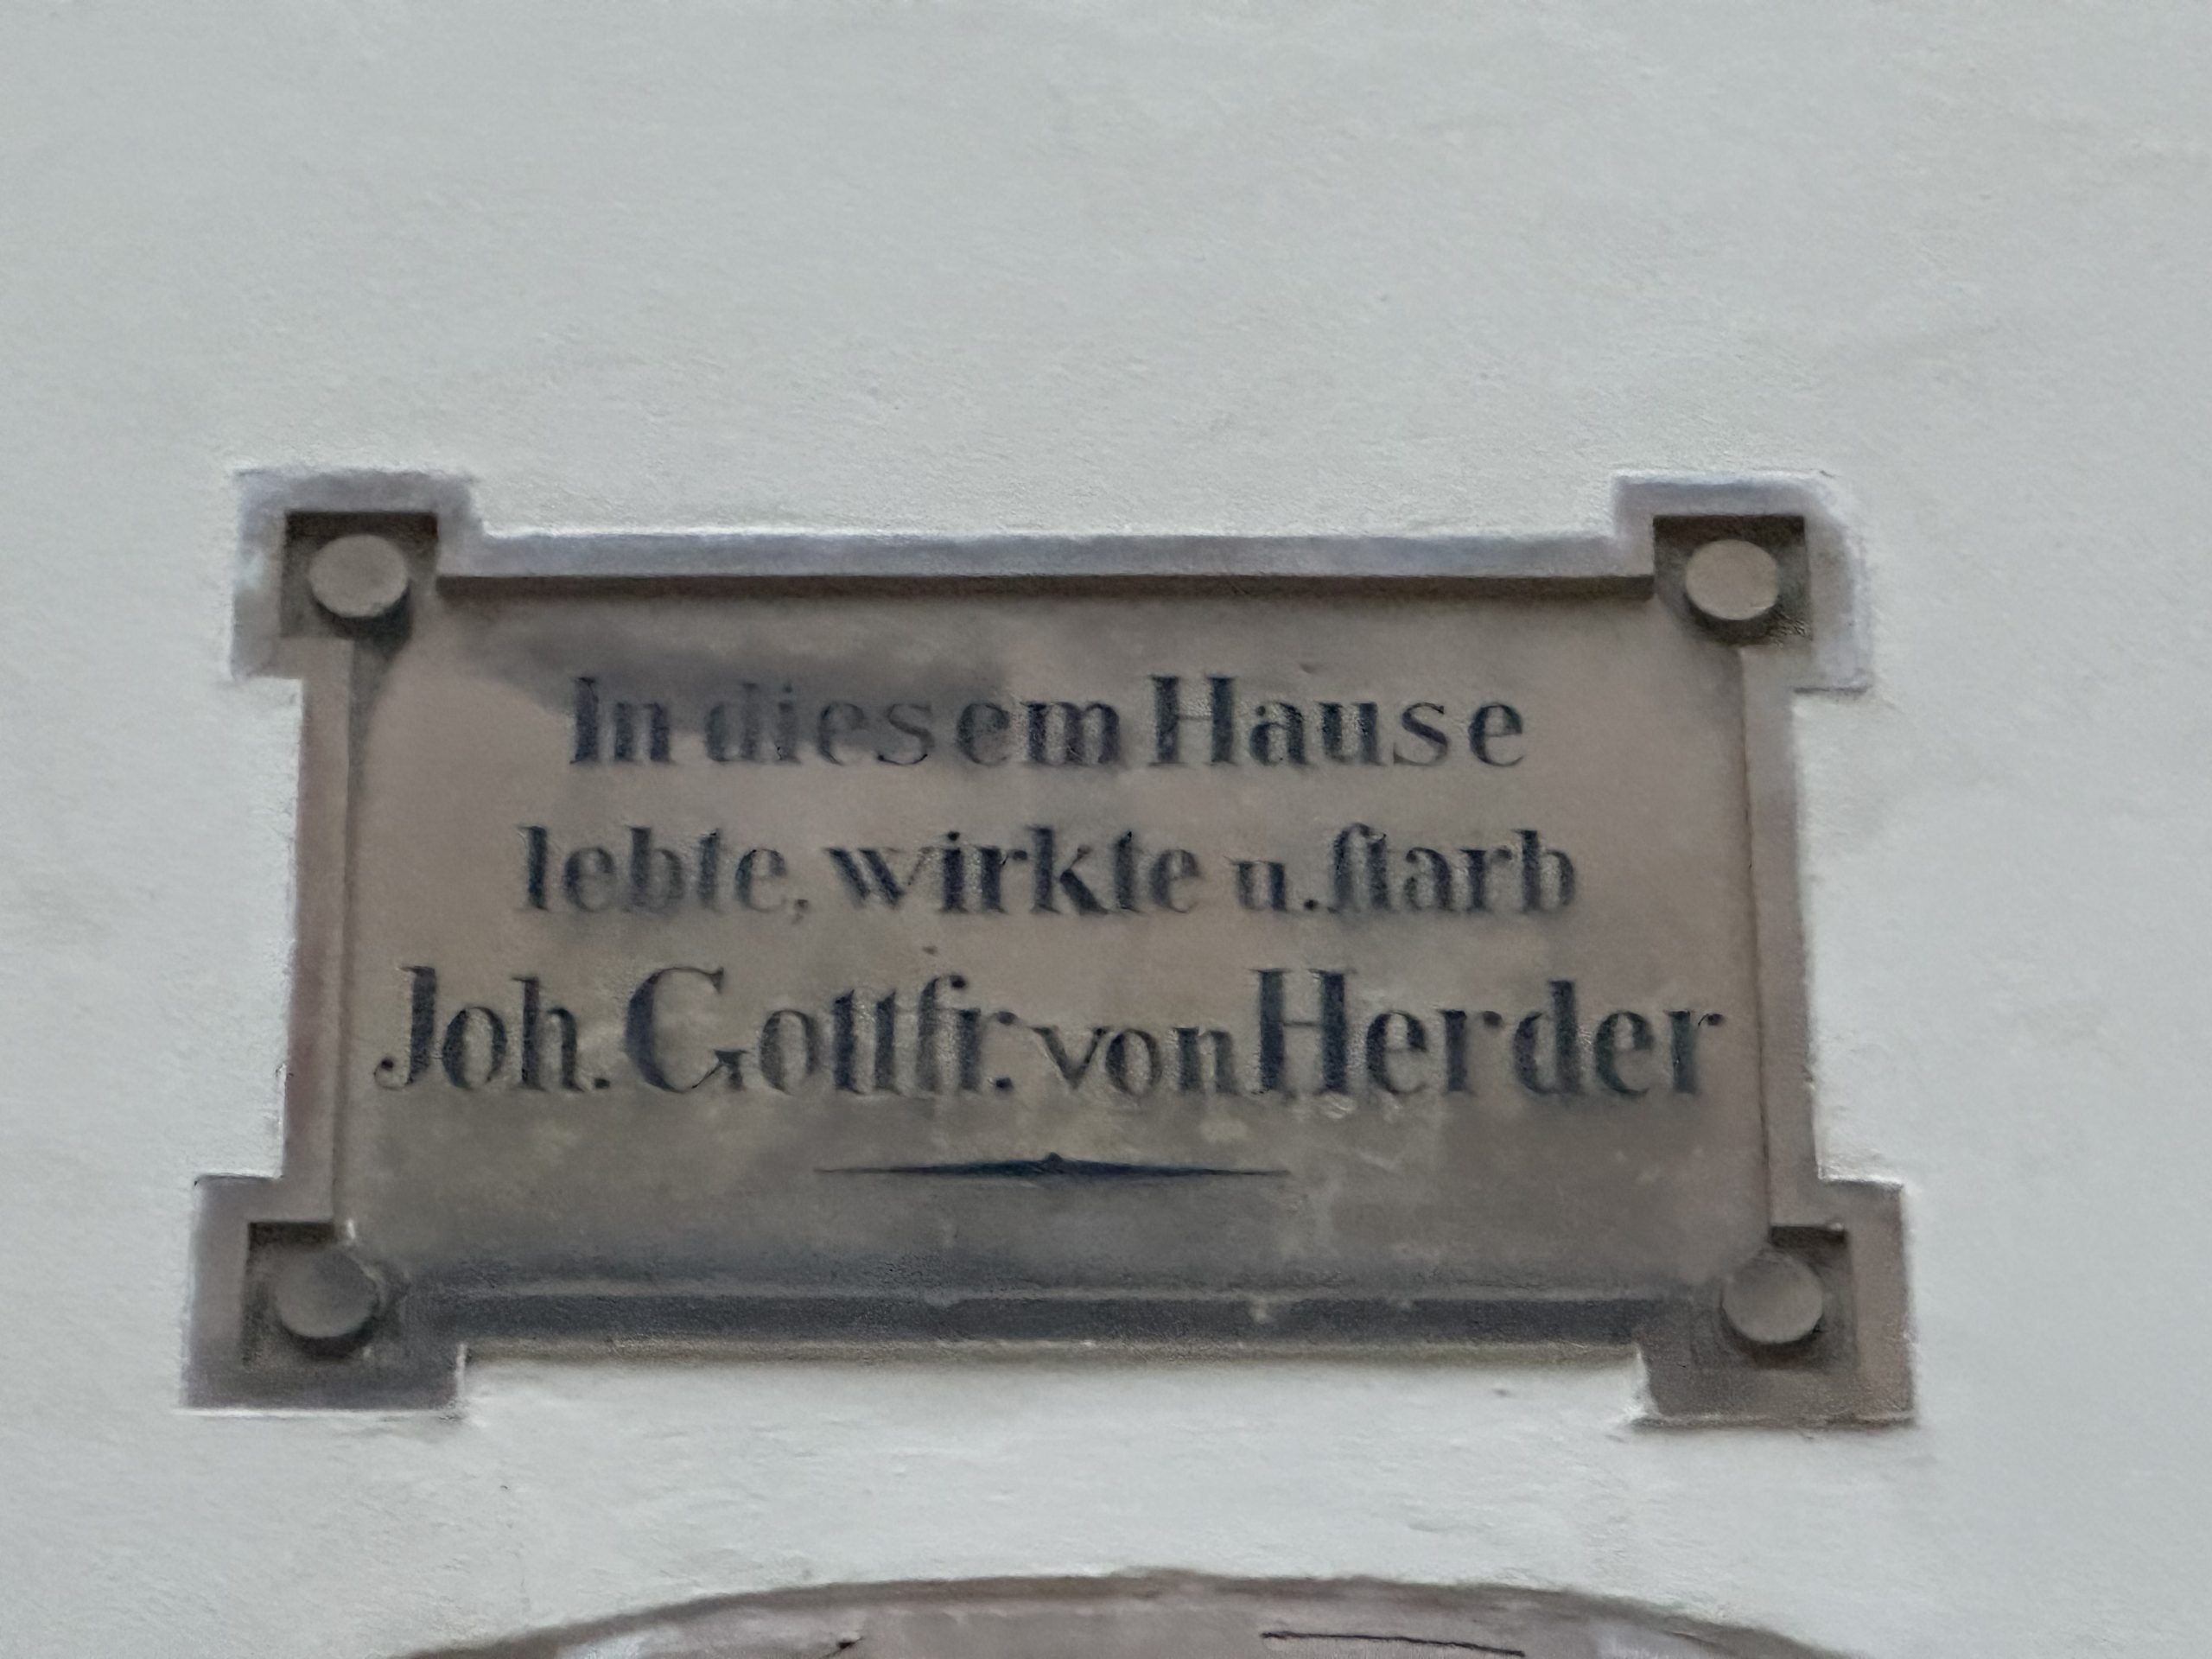 In diesem Hause
lebte, wirkte u. ſtarb
Joh. Gottfr. von Herder